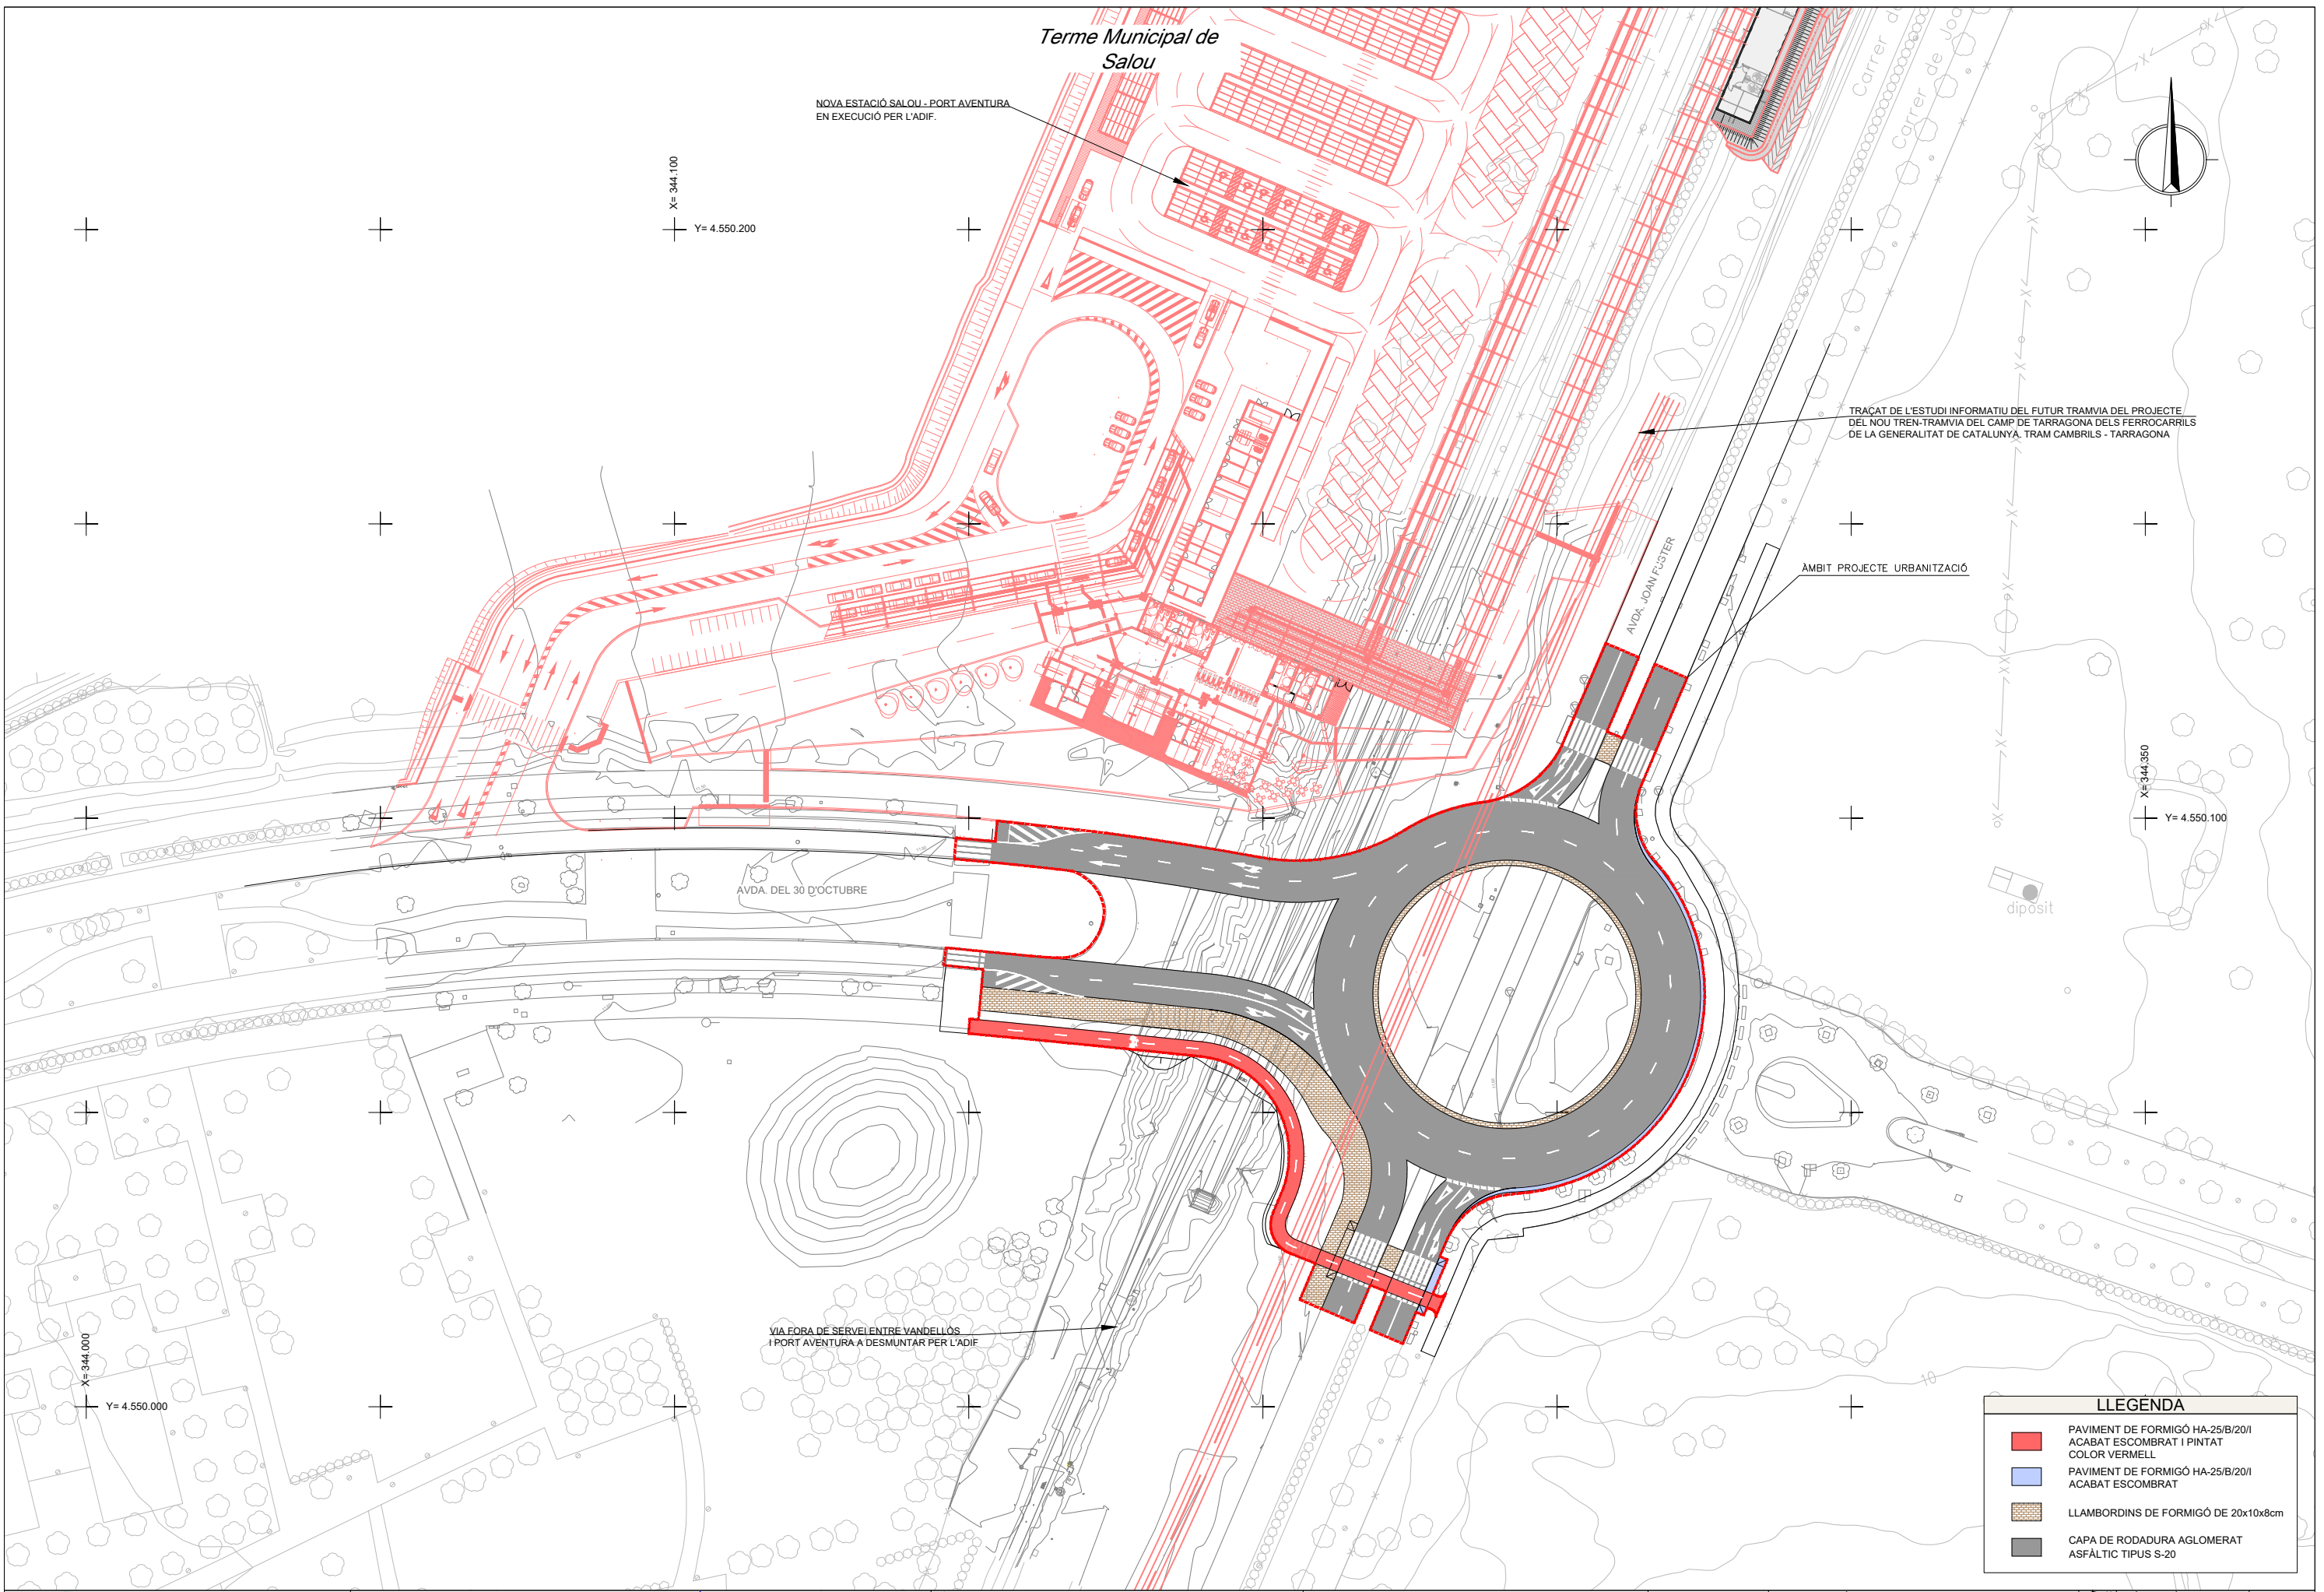 Terme Municipal de
Salou
NOVA ESTACIÓ SALOU - PORT AVENTURA
EN EXECUCIÓ PER L'ADIF.
Carrer de
Carrer de
X= 344.100
Y= 4.550.200
TRAÇAT DE L'ESTUDI INFORMATIU DEL FUTUR TRAMVIA DEL PROJECTE
DEL NOU TREN-TRAMVIA DEL CAMP DE TARRAGONA DELS FERROCARRILS
DE LA GENERALITAT DE CATALUNYA. TRAM CAMBRILS - TARRAGONA
AVDA. JOAN FUSTER
ÀMBIT PROJECTE URBANITZACIÓ
X= 344.350
Y= 4.550.100
AVDA. DEL 30 D'OCTUBRE
dipòsit
VIA FORA DE SERVEI ENTRE VANDELLÒS
I PORT AVENTURA A DESMUNTAR PER L'ADIF
X= 344.000
Y= 4.550.000
10
LLEGENDA
PAVIMENT DE FORMIGÓ HA-25/B/20/I
ACABAT ESCOMBRAT I PINTAT
COLOR VERMELL
PAVIMENT DE FORMIGÓ HA-25/B/20/I
ACABAT ESCOMBRAT
LLAMBORDINS DE FORMIGÓ DE 20x10x8cm
CAPA DE RODADURA AGLOMERAT
ASFÀLTIC TIPUS S-20